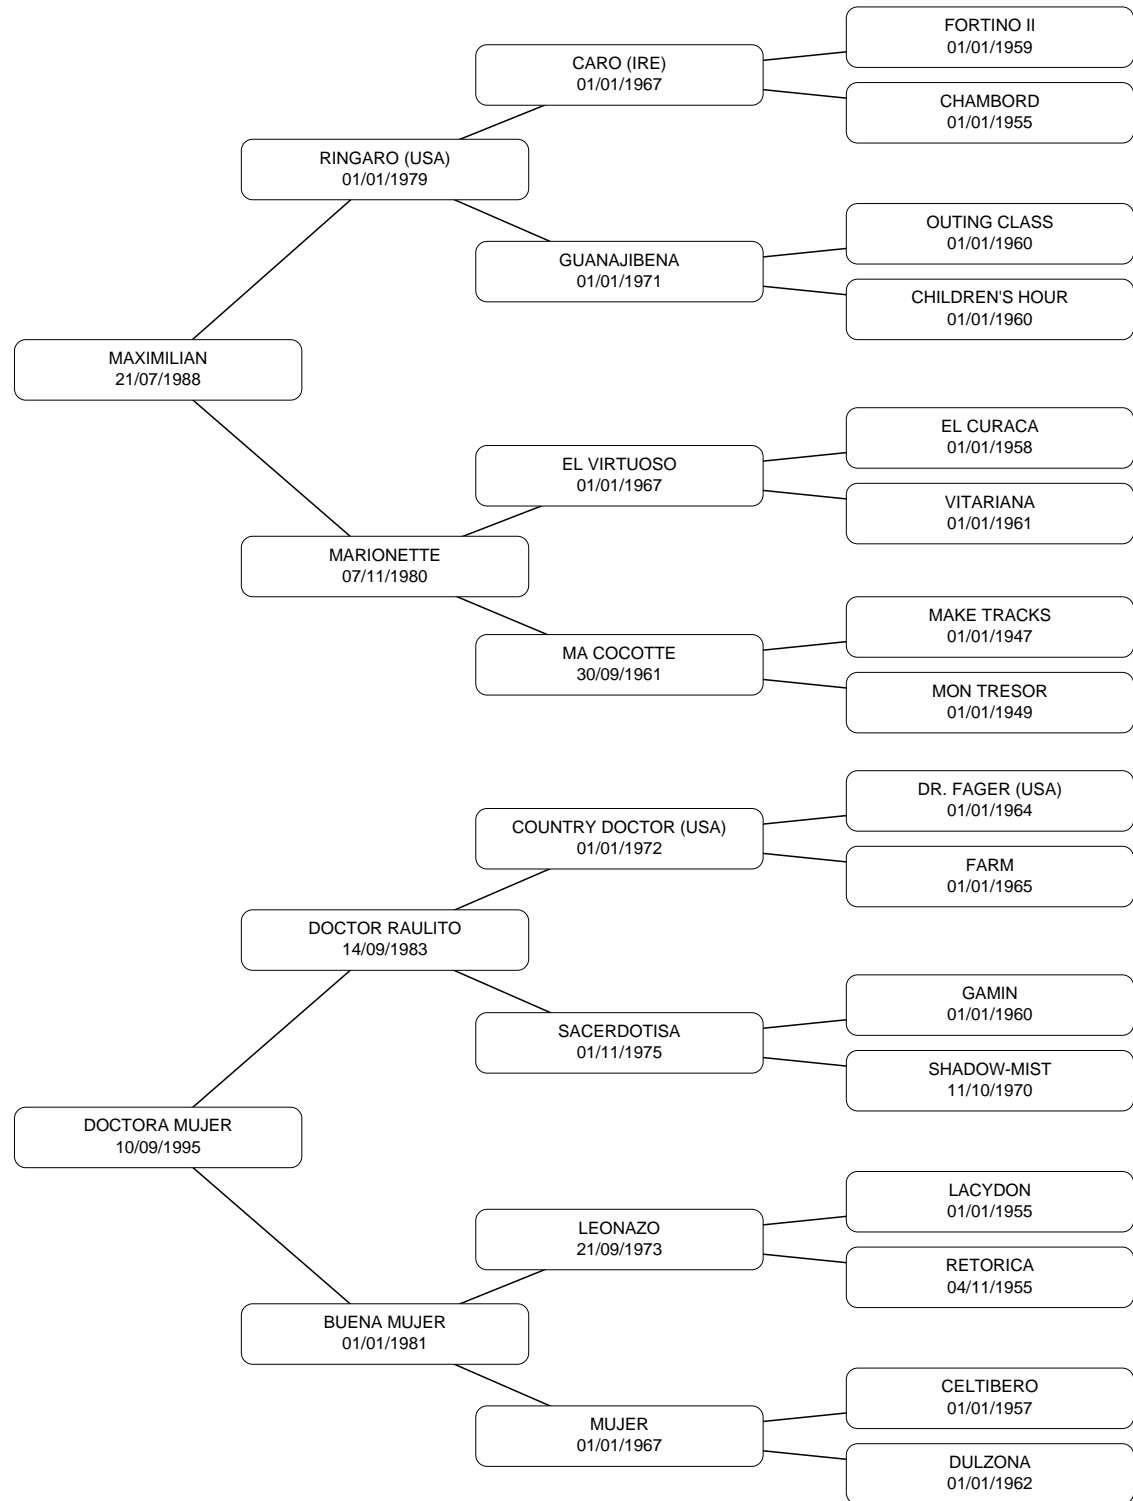 FORTINO II
01/01/1959
CARO (IRE)
01/01/1967
CHAMBORD
01/01/1955
RINGARO (USA)
01/01/1979
OUTING CLASS
01/01/1960
GUANAJIBENA
01/01/1971
CHILDREN'S HOUR
01/01/1960
MAXIMILIAN
21/07/1988
EL CURACA
01/01/1958
EL VIRTUOSO
01/01/1967
VITARIANA
01/01/1961
MARIONETTE
07/11/1980
MAKE TRACKS
01/01/1947
MA COCOTTE
30/09/1961
MON TRESOR
01/01/1949
DR. FAGER (USA)
01/01/1964
COUNTRY DOCTOR (USA)
01/01/1972
FARM
01/01/1965
DOCTOR RAULITO
14/09/1983
GAMIN
01/01/1960
SACERDOTISA
01/11/1975
SHADOW-MIST
11/10/1970
DOCTORA MUJER
10/09/1995
LACYDON
01/01/1955
LEONAZO
21/09/1973
RETORICA
04/11/1955
BUENA MUJER
01/01/1981
CELTIBERO
01/01/1957
MUJER
01/01/1967
DULZONA
01/01/1962